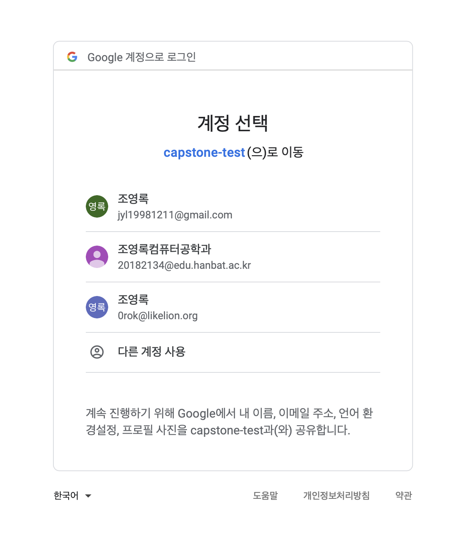 Google 계정으로 로그인
계정 선택
capstone-test(으)로 이동
영록
조영록
jyl19981211@gmail.com
조영록컴퓨터공학과
20182134@edu.hanbat.ac.kr
영록
조영록
0rok@likelion.org
다른 계정 사용
계속 진행하기 위해 Google에서 내 이름, 이메일 주소, 언어 환
경설정, 프로필 사진을 capstone-test과(와) 공유합니다.
한국어
도움말 개인정보처리방침 약관